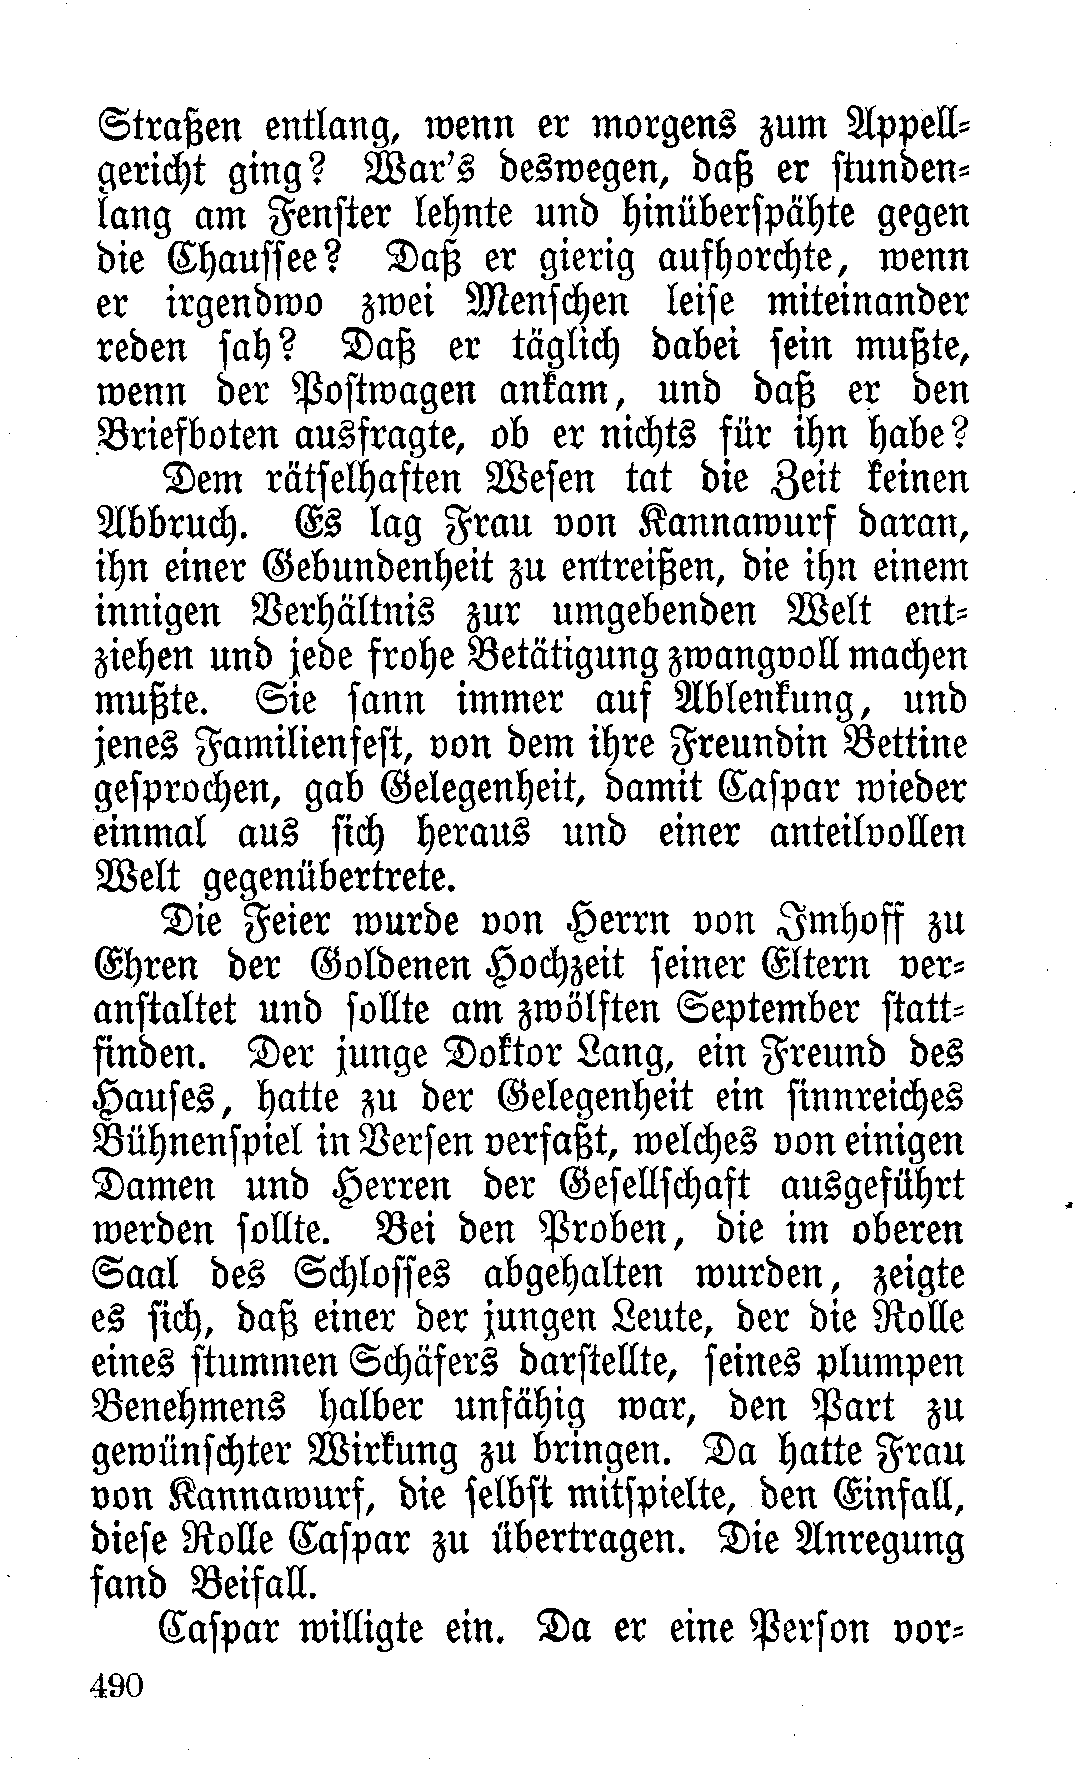 Straßen entlang, wenn er morgens zum Appell-
gericht ging? War's deswegen, daß er stunden-
lang am Fenster lehnte und hinüberspähte gegen
die Chaussee? Daß er gierig aufhorchte, wenn
er irgendwo zwei Menschen leise miteinander
reden sah? Daß er täglich dabei sein mußte,
wenn der Postwagen ankam, und daß er den
Briefboten ausfragte, ob er nichts für ihn habe?
Dem rätselhaften Wesen tat die Zeit keinen
Abbruch. Es lag Frau von Kannawurf daran,
ihn einer Gebundenheit zu entreißen, die ihn einem
innigen Verhältnis zur umgebenden Welt ent-
ziehen und jede frohe Betätigung zwangvoll machen
mußte. Sie sann immer auf Ablenkung, und
jenes Familienfest, von dem ihre Freundin Bettine
gesprochen, gab Gelegenheit, damit Caspar wieder
einmal aus sich heraus und einer anteilvollen
Welt gegenübertrete.
Die Feier wurde von Herrn von Imhoff zu
Ehren der Goldenen Hochzeit seiner Eltern ver-
anstaltet und sollte am zwölften September statt-
finden. Der junge Doktor Lang, ein Freund des
Hauses, hatte zu der Gelegenheit ein sinnreiches
Bühnenspiel in Versen verfaßt, welches von einigen
Damen und Herren der Gesellschaft ausgeführt
werden sollte. Bei den Proben, die im oberen
Saal des Schlosses abgehalten wurden, zeigte
es sich, daß einer der jungen Leute, der die Rolle
eines stummen Schäfers darstellte, seines plumpen
Benehmens halber unfähig war, den Part zu
gewünschter Wirkung zu bringen. Da hatte Frau
von Kannawurf, die selbst mitspielte, den Einfall,
diese Rolle Caspar zu übertragen. Die Anregung
fand Beifall.
Caspar willigte ein. Da er eine Person vor-
490